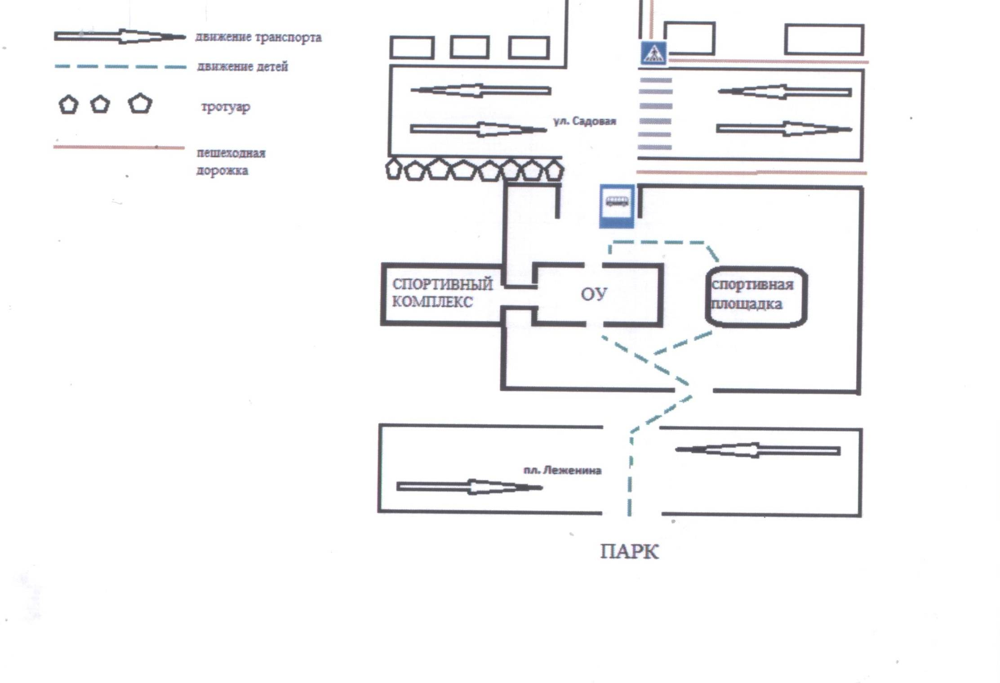 движение транспорта
движение детей
тротуар
пешеходная
дорожка
ул. Садовая
СПОРТИВНЫЙ
КОМПЛЕКС
ОУ
спортивная
площадка
пл. Леженина
ПАРК